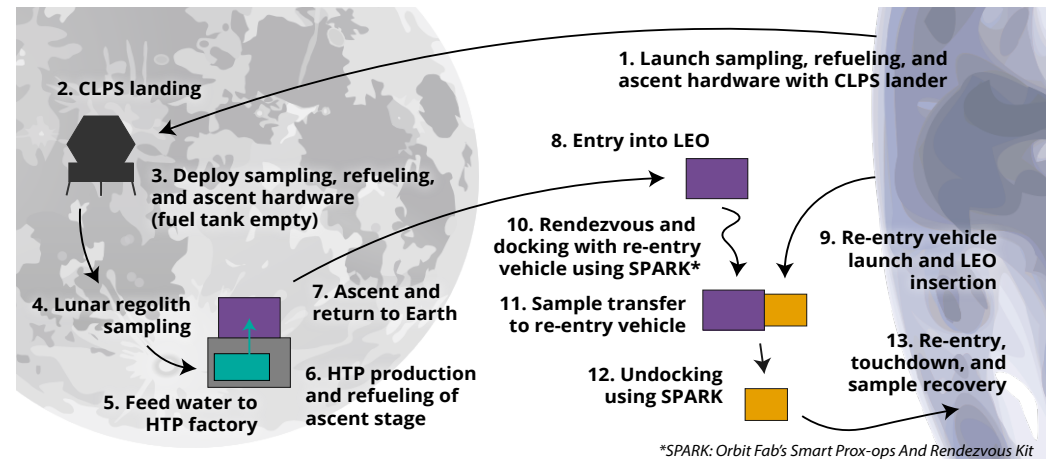 1. Launch sampling, refueling, and
ascent hardware with CLPS lander
2. CLPS landing
3. Deploy sampling, refueling,
and ascent hardware
(fuel tank empty)
4. Lunar regolith
sampling
5. Feed water to
HTP factory
6. HTP production
and refueling of
ascent stage
7. Ascent and
return to Earth
8. Entry into LEO
9. Re-entry vehicle
launch and LEO
insertion
10. Rendezvous and
docking with re-entry
vehicle using SPARK*
11. Sample transfer
to re-entry vehicle
12. Undocking
using SPARK
13. Re-entry,
touchdown, and
sample recovery
*SPARK: Orbit Fab's Smart Prox-ops And Rendezvous Kit